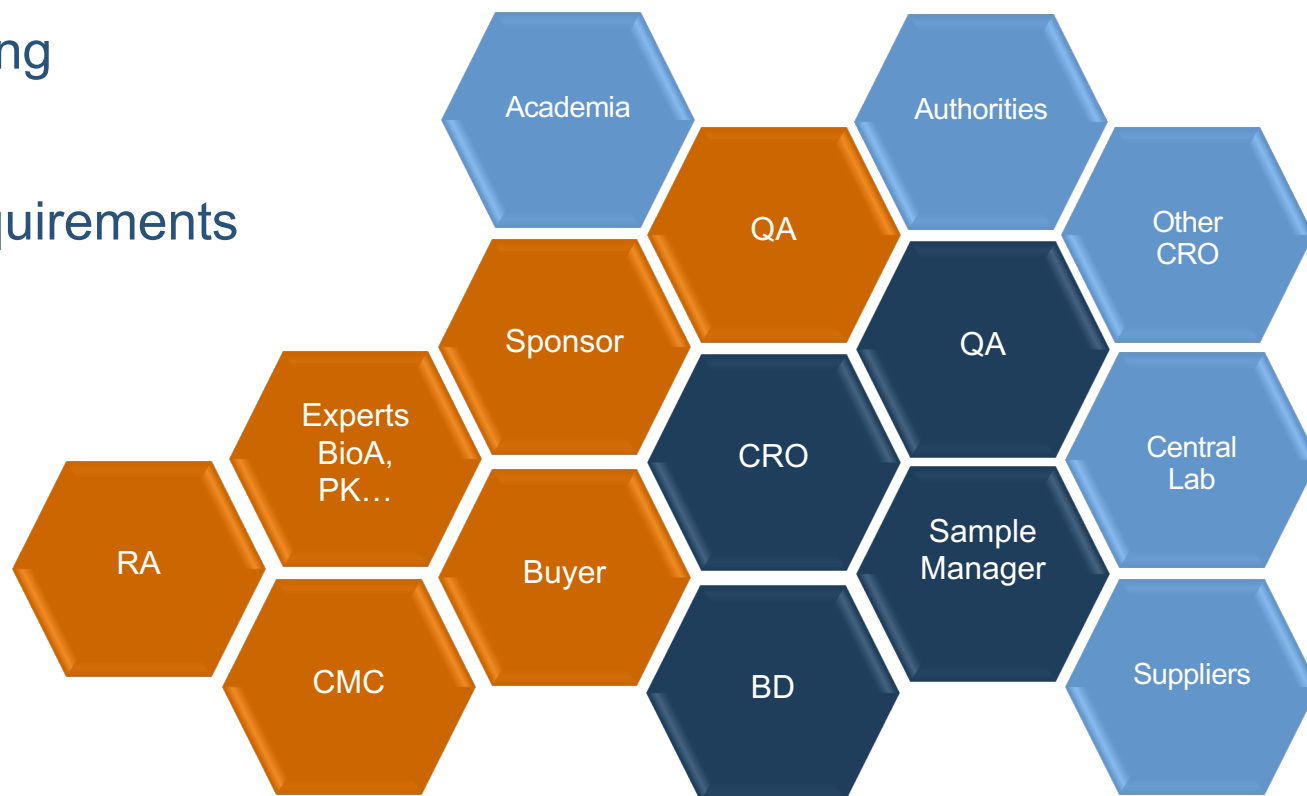 ng
quirements
Academia
Authorities
QA
Other
CRO
Sponsor
QA
Experts
BioA,
PK…
CRO
Central
Lab
RA
Buyer
Sample
Manager
CMC
BD
Suppliers